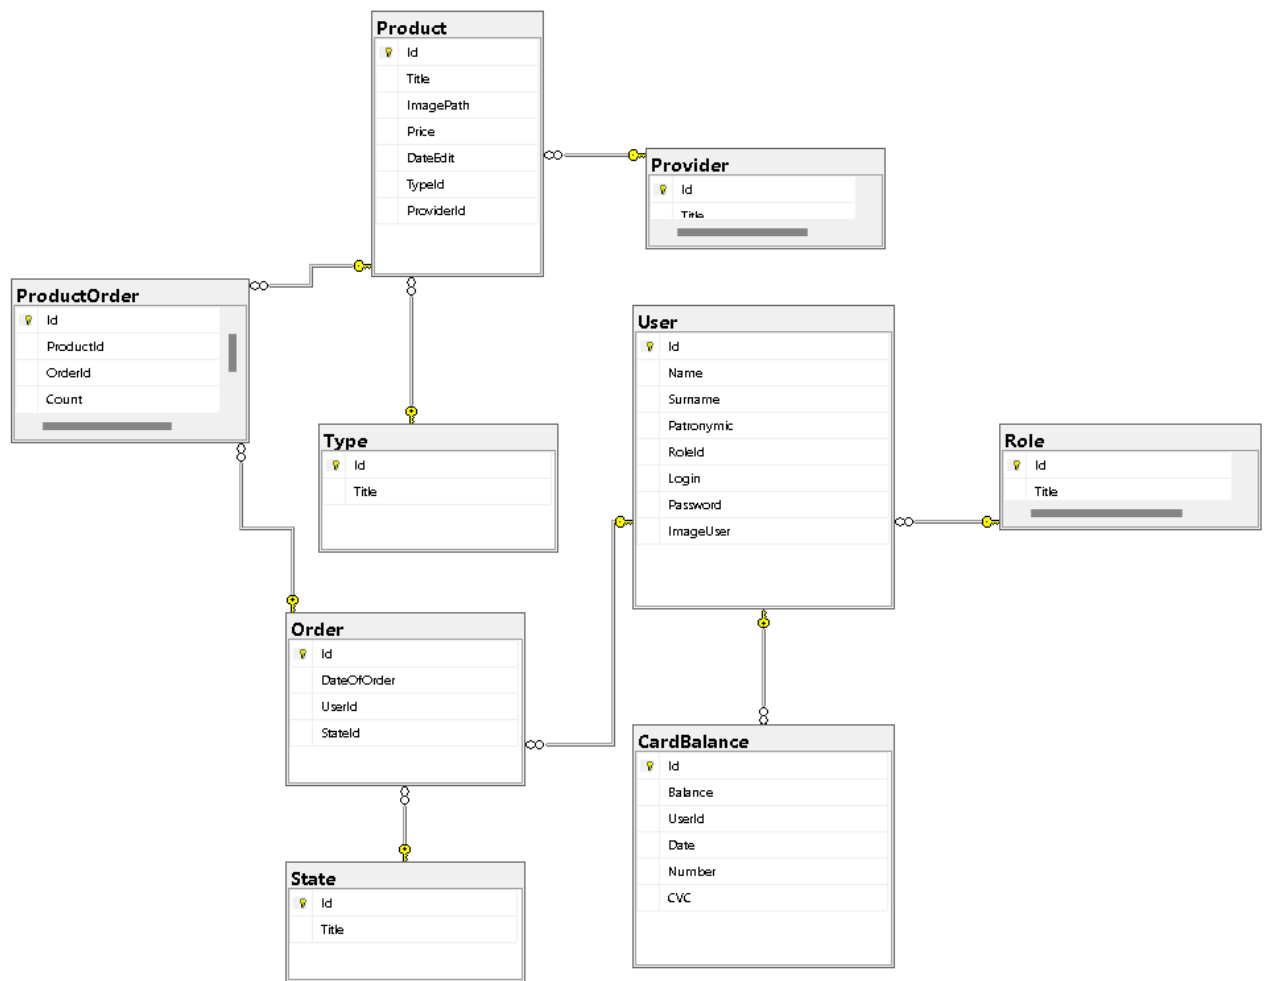 Product
Id
Title
ImagePath
Price
DateEdit
TypeId
ProviderId
Provider
Id
Title
ProductOrder
Id
ProductId
OrderId
Count
Type
Id
Title
User
Id
Name
Surname
Patronymic
RoleId
Login
Password
ImageUser
Role
Id
Title
Order
Id
DateOfOrder
UserId
StateId
CardBalance
Id
Balance
UserId
Date
Number
CVC
State
Id
Title